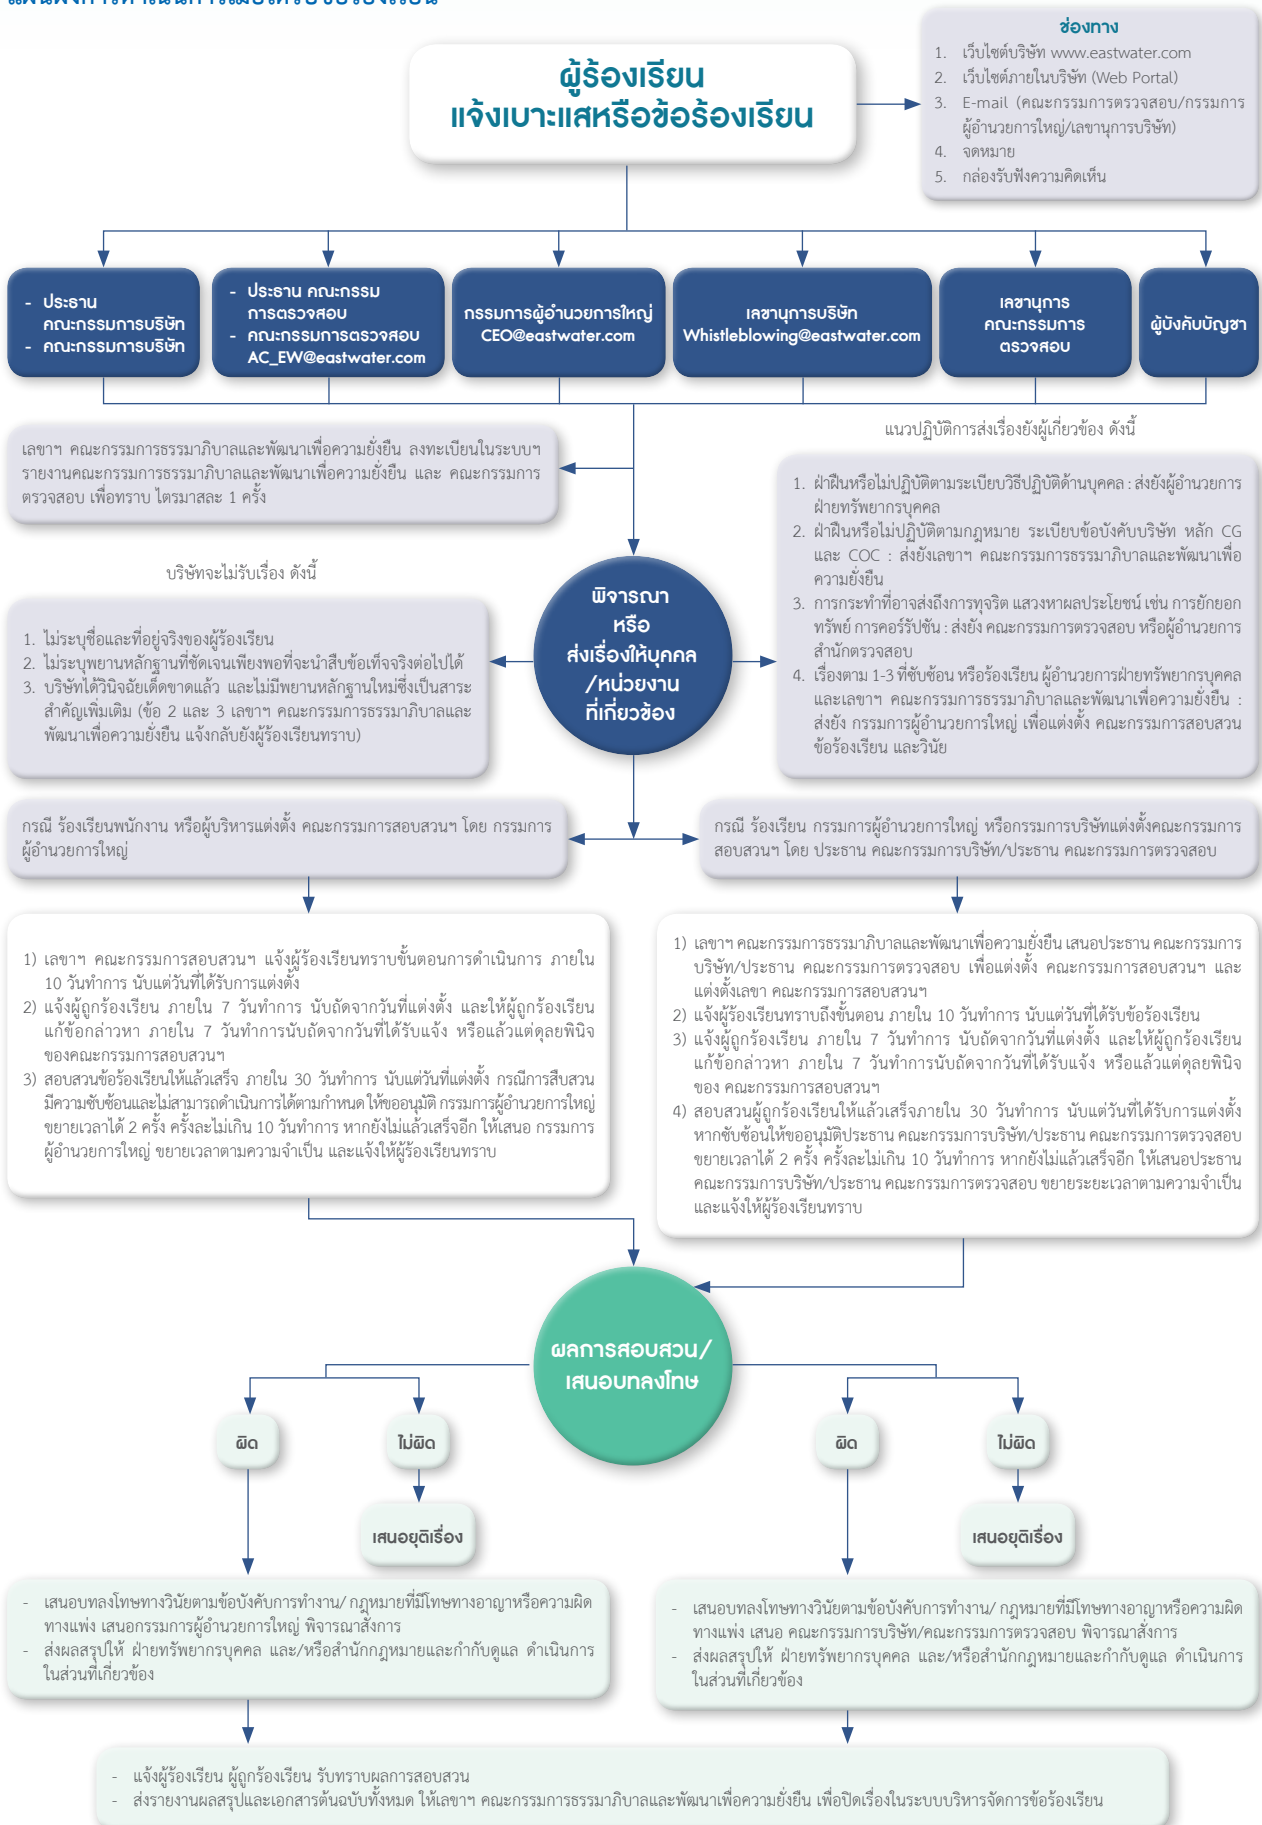 แผนผังการดำเนินการเมื่อได้รับข้อร้องเรียน
ผู้ร้องเรียน
แจ้งเบาะแสหรือข้อร้องเรียน
ช่องทาง
1. เว็บไซต์บริษัท www.eastwater.com
2. เว็บไซต์ภายในบริษัท (Web Portal)
3. E-mail (คณะกรรมการตรวจสอบ/กรรมการ
ผู้อำนวยการใหญ่/เลขานุการบริษัท)
4. จดหมาย
5. กล่องรับฟังความคิดเห็น
- ประธาน
คณะกรรมการบริษัท
- คณะกรรมการบริษัท
- ประธาน คณะกรรม
การตรวจสอบ
- คณะกรรมการตรวจสอบ
AC_EW@eastwater.com
กรรมการผู้อำนวยการใหญ่
CEO@eastwater.com
เลขานุการบริษัท
Whistleblowing@eastwater.com
เลขานุการ
คณะกรรมการ
ตรวจสอบ
ผู้บังคับบัญชา
เลขาฯ คณะกรรมการธรรมาภิบาลและพัฒนาเพื่อความยั่งยืน ลงทะเบียนในระบบฯ
รายงานคณะกรรมการธรรมาภิบาลและพัฒนาเพื่อความยั่งยืน และ คณะกรรมการ
ตรวจสอบ เพื่อทราบ ไตรมาสละ 1 ครั้ง
แนวปฏิบัติการส่งเรื่องยังผู้เกี่ยวข้อง ดังนี้
1. ฝ่าฝืนหรือไม่ปฏิบัติตามระเบียบวิธีปฏิบัติด้านบุคคล : ส่งยังผู้อำนวยการ
ฝ่ายทรัพยากรบุคคล
2. ฝ่าฝืนหรือไม่ปฏิบัติตามกฎหมาย ระเบียบข้อบังคับบริษัท หลัก CG
และ COC : ส่งยังเลขาฯ คณะกรรมการธรรมาภิบาลและพัฒนาเพื่อ
ความยั่งยืน
3. การกระทำที่อาจส่งถึงการทุจริต แสวงหาผลประโยชน์ เช่น การยักยอก
ทรัพย์ การคอร์รัปชัน : ส่งยัง คณะกรรมการตรวจสอบ หรือผู้อำนวยการ
สำนักตรวจสอบ
4. เรื่องตาม 1-3 ที่ซับซ้อน หรือร้องเรียน ผู้อำนวยการฝ่ายทรัพยากรบุคคล
และเลขาฯ คณะกรรมการธรรมาภิบาลและพัฒนาเพื่อความยั่งยืน :
ส่งยัง กรรมการผู้อำนวยการใหญ่ เพื่อแต่งตั้ง คณะกรรมการสอบสวน
ข้อร้องเรียน และวินัย
บริษัทจะไม่รับเรื่อง ดังนี้
1. ไม่ระบุชื่อและที่อยู่จริงของผู้ร้องเรียน
2. ไม่ระบุพยานหลักฐานที่ชัดเจนเพียงพอที่จะนำสืบข้อเท็จจริงต่อไปได้
3. บริษัทได้วินิจฉัยเด็ดขาดแล้ว และไม่มีพยานหลักฐานใหม่ซึ่งเป็นสาระ
สำคัญเพิ่มเติม (ข้อ 2 และ 3 เลขาฯ คณะกรรมการธรรมาภิบาลและ
พัฒนาเพื่อความยั่งยืน แจ้งกลับยังผู้ร้องเรียนทราบ)
พิจารณา
หรือ
ส่งเรื่องให้บุคคล
/หน่วยงาน
ที่เกี่ยวข้อง
กรณี ร้องเรียนพนักงาน หรือผู้บริหารแต่งตั้ง คณะกรรมการสอบสวนฯ โดย กรรมการ
ผู้อำนวยการใหญ่
กรณี ร้องเรียน กรรมการผู้อำนวยการใหญ่ หรือกรรมการบริษัทแต่งตั้งคณะกรรมการ
สอบสวนฯ โดย ประธาน คณะกรรมการบริษัท/ประธาน คณะกรรมการตรวจสอบ
1) เลขาฯ คณะกรรมการสอบสวนฯ แจ้งผู้ร้องเรียนทราบขั้นตอนการดำเนินการ ภายใน
10 วันทำการ นับแต่วันที่ได้รับการแต่งตั้ง
2) แจ้งผู้ถูกร้องเรียน ภายใน 7 วันทำการ นับถัดจากวันที่แต่งตั้ง และให้ผู้ถูกร้องเรียน
แก้ข้อกล่าวหา ภายใน 7 วันทำการนับถัดจากวันที่ได้รับแจ้ง หรือแล้วแต่ดุลยพินิจ
ของคณะกรรมการสอบสวนฯ
3) สอบสวนข้อร้องเรียนให้แล้วเสร็จ ภายใน 30 วันทำการ นับแต่วันที่แต่งตั้ง กรณีการสืบสวน
มีความซับซ้อนและไม่สามารถดำเนินการได้ตามกำหนด ให้ขออนุมัติ กรรมการผู้อำนวยการใหญ่
ขยายเวลาได้ 2 ครั้ง ครั้งละไม่เกิน 10 วันทำการ หากยังไม่แล้วเสร็จอีก ให้เสนอ กรรมการ
ผู้อำนวยการใหญ่ ขยายเวลาตามความจำเป็น และแจ้งให้ผู้ร้องเรียนทราบ
1) เลขาฯ คณะกรรมการธรรมาภิบาลและพัฒนาเพื่อความยั่งยืน เสนอประธาน คณะกรรมการ
บริษัท/ประธาน คณะกรรมการตรวจสอบ เพื่อแต่งตั้ง คณะกรรมการสอบสวนฯ และ
แต่งตั้งเลขา คณะกรรมการสอบสวนฯ
2) แจ้งผู้ร้องเรียนทราบถึงขั้นตอน ภายใน 10 วันทำการ นับแต่วันที่ได้รับข้อร้องเรียน
3) แจ้งผู้ถูกร้องเรียน ภายใน 7 วันทำการ นับถัดจากวันที่แต่งตั้ง และให้ผู้ถูกร้องเรียน
แก้ข้อกล่าวหา ภายใน 7 วันทำการนับถัดจากวันที่ได้รับแจ้ง หรือแล้วแต่ดุลยพินิจ
ของ คณะกรรมการสอบสวนฯ
4) สอบสวนผู้ถูกร้องเรียนให้แล้วเสร็จภายใน 30 วันทำการ นับแต่วันที่ได้รับการแต่งตั้ง
หากซับซ้อนให้ขออนุมัติประธาน คณะกรรมการบริษัท/ประธาน คณะกรรมการตรวจสอบ
ขยายเวลาได้ 2 ครั้ง ครั้งละไม่เกิน 10 วันทำการ หากยังไม่แล้วเสร็จอีก ให้เสนอประธาน
คณะกรรมการบริษัท/ประธาน คณะกรรมการตรวจสอบ ขยายระยะเวลาตามความจำเป็น
และแจ้งให้ผู้ร้องเรียนทราบ
ผลการสอบสวน/
เสนอบทลงโทษ
ผิด
ไม่ผิด
เสนอยุติเรื่อง
ผิด
ไม่ผิด
เสนอยุติเรื่อง
- เสนอบทลงโทษทางวินัยตามข้อบังคับการทำงาน/ กฎหมายที่มีโทษทางอาญาหรือความผิด
ทางแพ่ง เสนอกรรมการผู้อำนวยการใหญ่ พิจารณาสั่งการ
- ส่งผลสรุปให้ ฝ่ายทรัพยากรบุคคล และ/หรือสำนักกฎหมายและกำกับดูแล ดำเนินการ
ในส่วนที่เกี่ยวข้อง
- เสนอบทลงโทษทางวินัยตามข้อบังคับการทำงาน/ กฎหมายที่มีโทษทางอาญาหรือความผิด
ทางแพ่ง เสนอ คณะกรรมการบริษัท/คณะกรรมการตรวจสอบ พิจารณาสั่งการ
- ส่งผลสรุปให้ ฝ่ายทรัพยากรบุคคล และ/หรือสำนักกฎหมายและกำกับดูแล ดำเนินการ
ในส่วนที่เกี่ยวข้อง
- แจ้งผู้ร้องเรียน ผู้ถูกร้องเรียน รับทราบผลการสอบสวน
- ส่งรายงานผลสรุปและเอกสารต้นฉบับทั้งหมด ให้เลขาฯ คณะกรรมการธรรมาภิบาลและพัฒนาเพื่อความยั่งยืน เพื่อปิดเรื่องในระบบบริหารจัดการข้อร้องเรียน